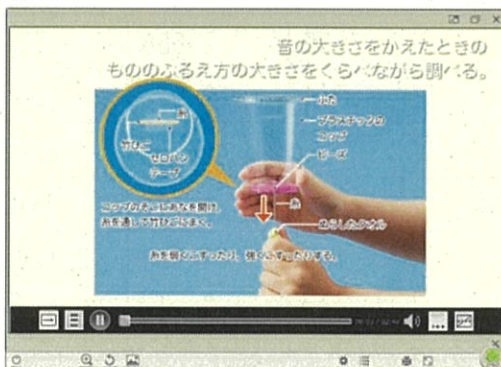 音の大きさをかえたときの
もののふるえ方の大きさをくらべながら調べる。
糸
竹ひご
セロハン
テープ
ふた
プラスチックの
コップ
ビーズ
糸
ぬらしたタオル
コップのそこにあなを開け、
糸を通して竹ひごにまく。
糸を弱くこすったり、強くこすったりする。